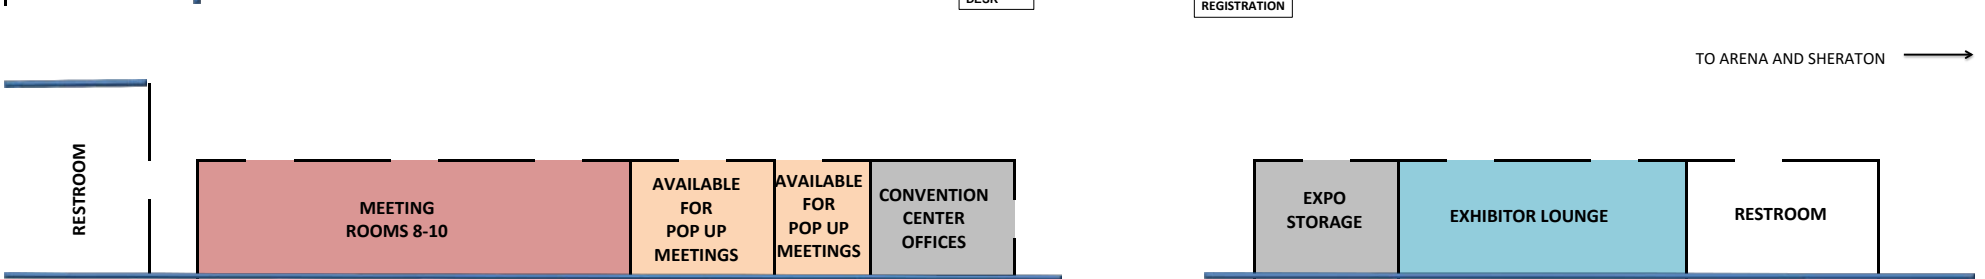 DESK
REGISTRATION
TO ARENA AND SHERATON
RESTROOM
MEETING
ROOMS 8-10
AVAILABLE
FOR
POP UP
MEETINGS
AVAILABLE
FOR
POP UP
MEETINGS
CONVENTION
CENTER
OFFICES
EXPO
STORAGE
EXHIBITOR LOUNGE
RESTROOM